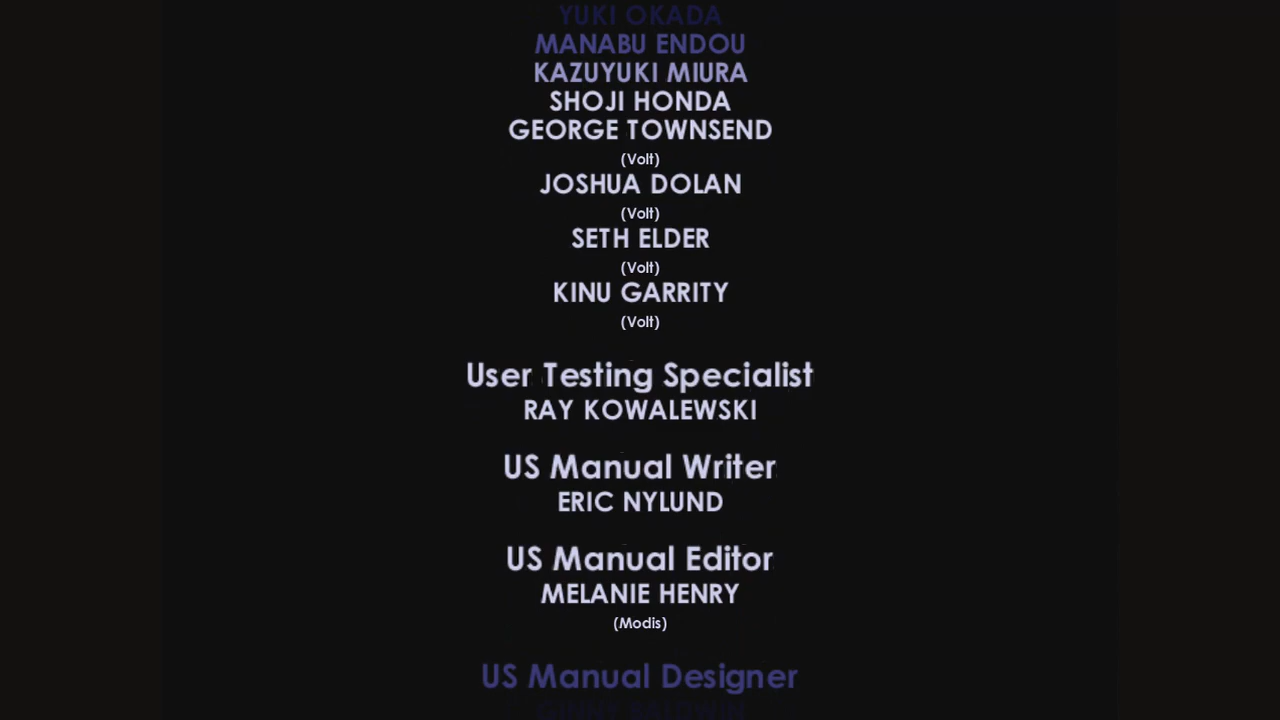 YUKI OKADA
MANABU ENDOU
KAZUYUKI MIURA
SHOJI HONDA
GEORGE TOWNSEND
(Volt)
JOSHUA DOLAN
(Volt)
SETH ELDER
(Volt)
KINU GARRITY
(Volt)
User Testing Specialist
RAY KOWALEWSKI
US Manual Writer
ERIC NYLUND
US Manual Editor
MELANIE HENRY
(Modis)
US Manual Designer
GINNY BALDWIN